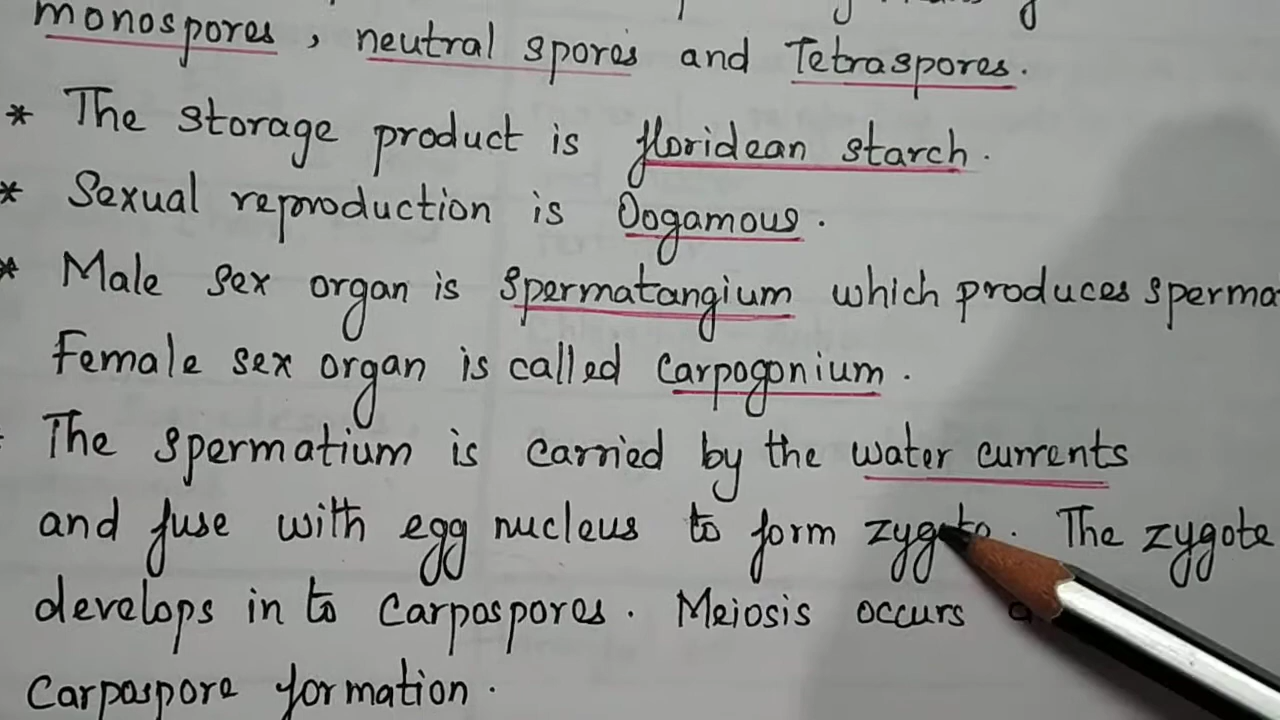 monospores, neutral spores and Tetraspores.
* The storage product is floridean starch.
* Sexual reproduction is Oogamous.
* Male sex organ is spermatangium which produces sperma
Female sex organ is called Carpogonium.
The spermatium is carried by the water currents
and fuse with egg nucleus to form zygote. The zygote
develops in to Carpospores. Meiosis occurs
Carpospore formation.